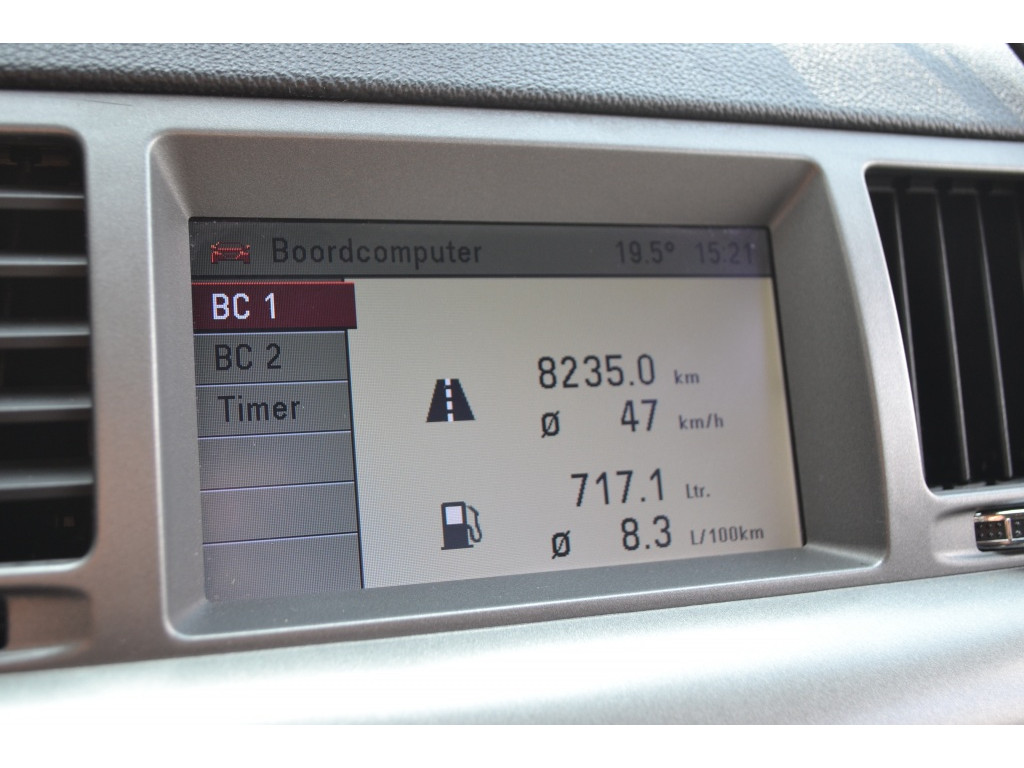 Boordcomputer 19.5° 15:21
BC 1
BC 2
Timer
8235.0 km
Ø 47 km/h
717.1 Ltr.
Ø 8.3 L/100km